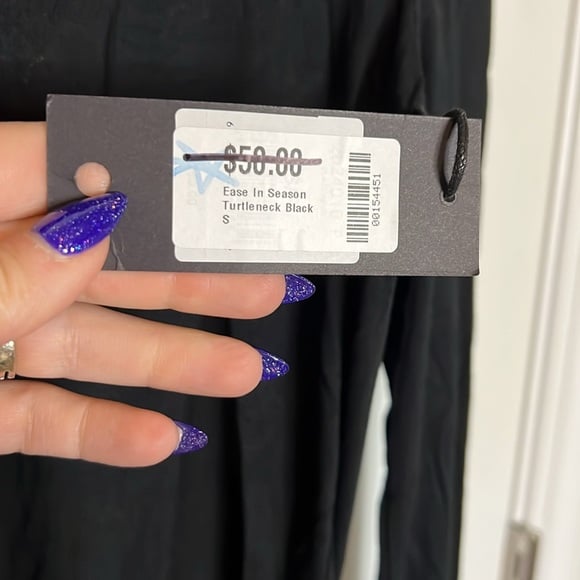 $50.00
Ease In Season
Turtleneck Black
S
00154451